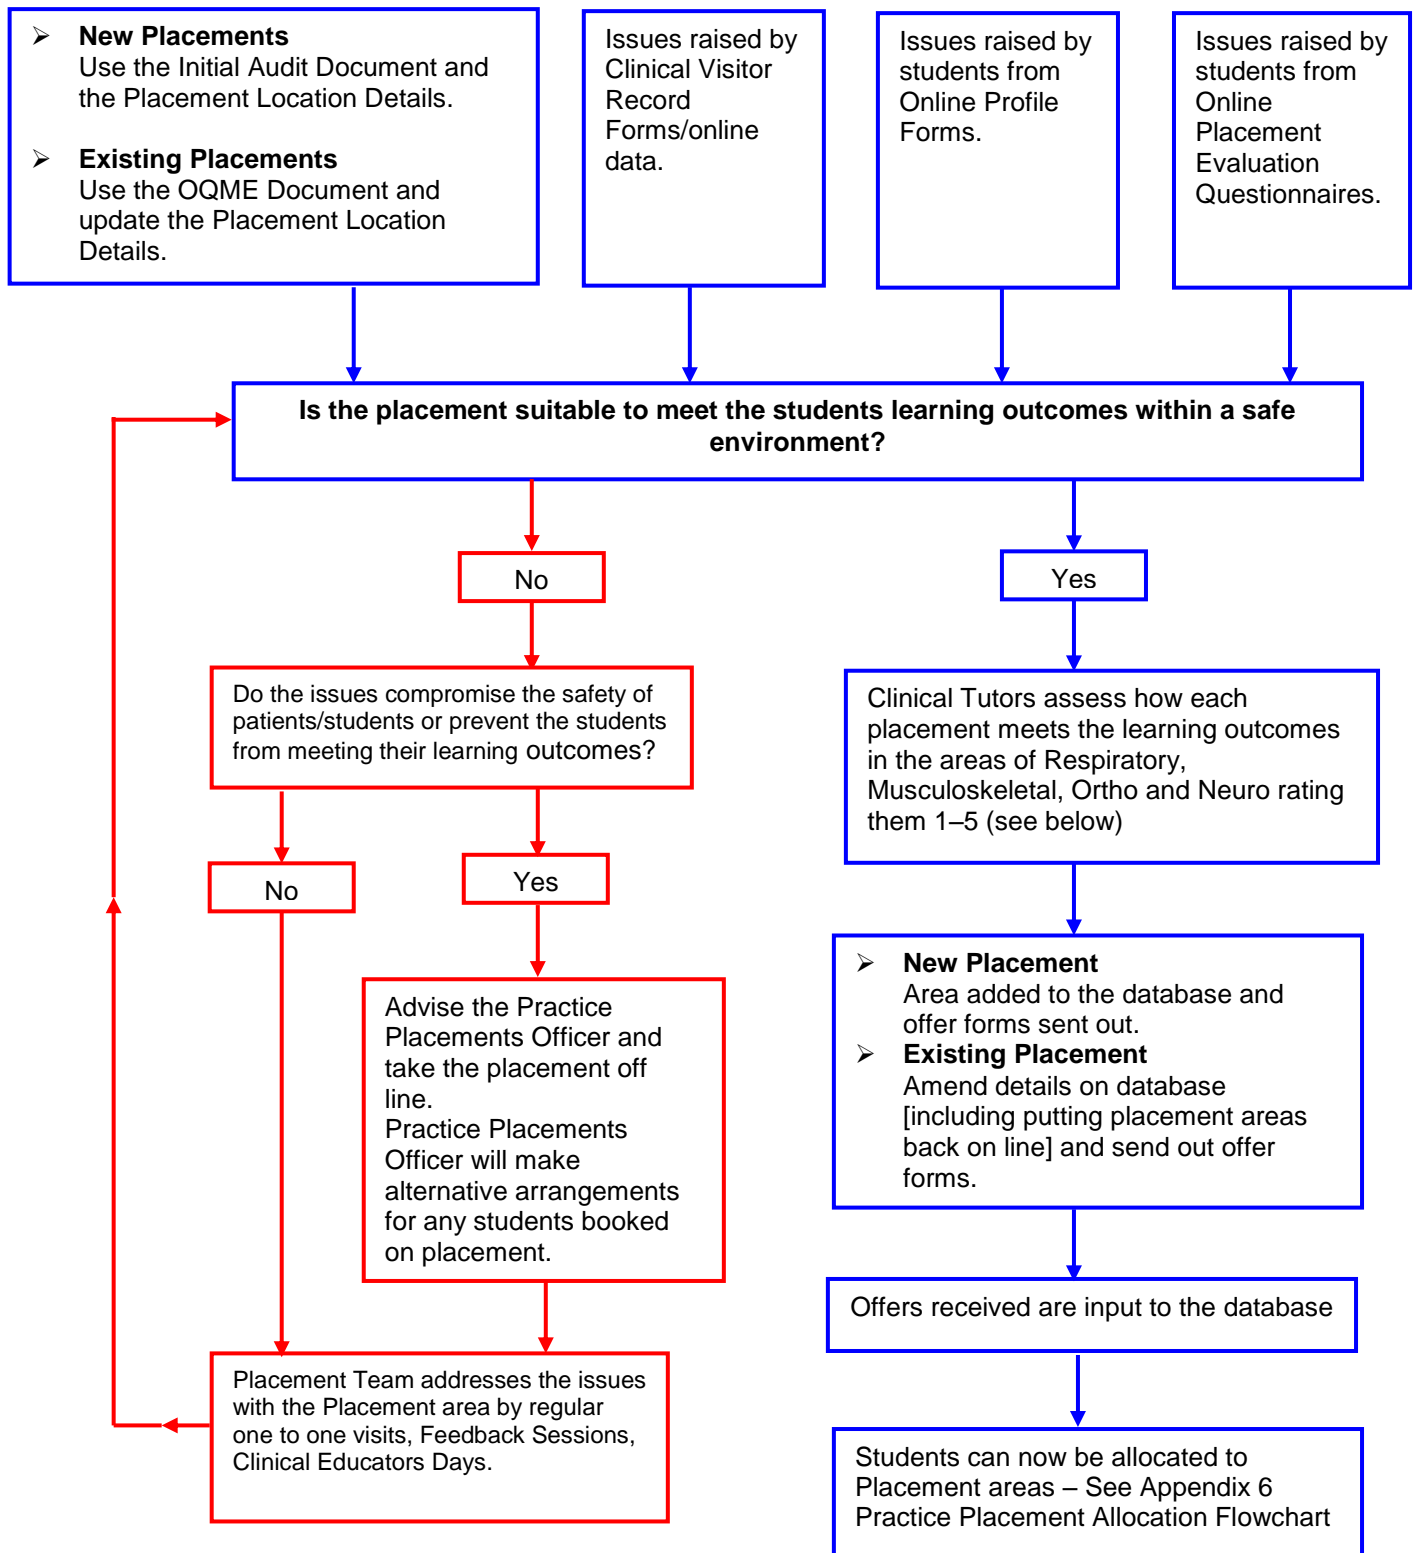 ➢ New Placements
Use the Initial Audit Document and
the Placement Location Details.
➢ Existing Placements
Use the OQME Document and
update the Placement Location
Details.
Issues raised by
Clinical Visitor
Record
Forms/online
data.
Issues raised by
students from
Online Profile
Forms.
Issues raised by
students from
Online
Placement
Evaluation
Questionnaires.
Is the placement suitable to meet the students learning outcomes within a safe
environment?
No
Yes
Do the issues compromise the safety of
patients/students or prevent the students
from meeting their learning outcomes?
Clinical Tutors assess how each
placement meets the learning outcomes
in the areas of Respiratory,
Musculoskeletal, Ortho and Neuro rating
them 1–5 (see below)
No
Yes
Advise the Practice
Placements Officer and
take the placement off
line.
Practice Placements
Officer will make
alternative arrangements
for any students booked
on placement.
➢ New Placement
Area added to the database and
offer forms sent out.
➢ Existing Placement
Amend details on database
[including putting placement areas
back on line] and send out offer
forms.
Offers received are input to the database
Placement Team addresses the issues
with the Placement area by regular
one to one visits, Feedback Sessions,
Clinical Educators Days.
Students can now be allocated to
Placement areas – See Appendix 6
Practice Placement Allocation Flowchart